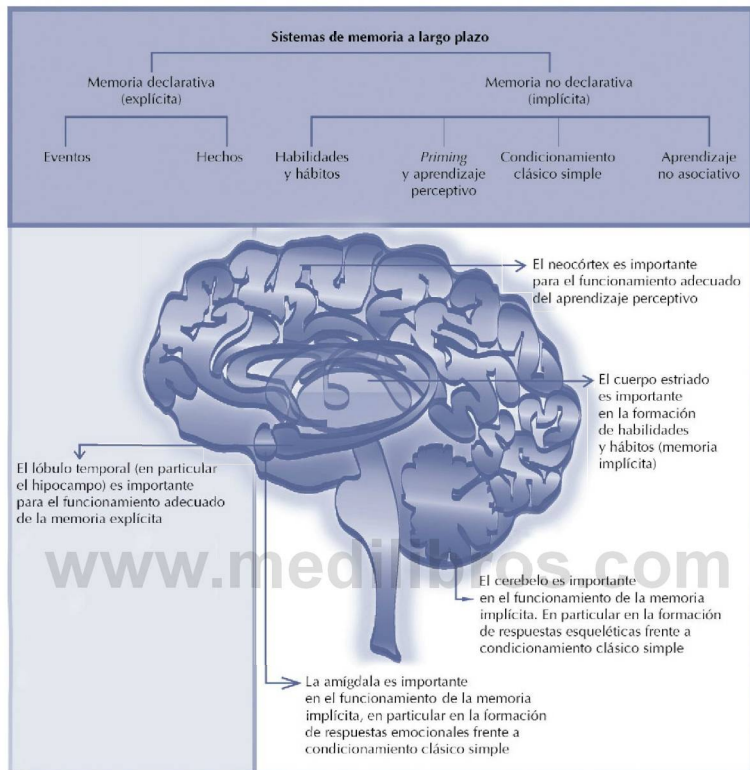 Sistemas de memoria a largo plazo
Memoria declarativa
(explícita)
Memoria no declarativa
(implícita)
Eventos
Hechos
Habilidades
y hábitos
Priming
y aprendizaje
perceptivo
Condicionamiento
clásico simple
Aprendizaje
no asociativo
El neocórtex es importante
para el funcionamiento adecuado
del aprendizaje perceptivo
El cuerpo estriado
es importante
en la formación
de habilidades
y hábitos (memoria
implícita)
El lóbulo temporal (en particular
el hipocampo) es importante
para el funcionamiento adecuado
de la memoria explícita
www.medilibros.com
El cerebelo es importante
en el funcionamiento de la memoria
implícita. En particular en la formación
de respuestas esqueléticas frente a
condicionamiento clásico simple
La amígdala es importante
en el funcionamiento de la memoria
implícita, en particular en la formación
de respuestas emocionales frente a
condicionamiento clásico simple